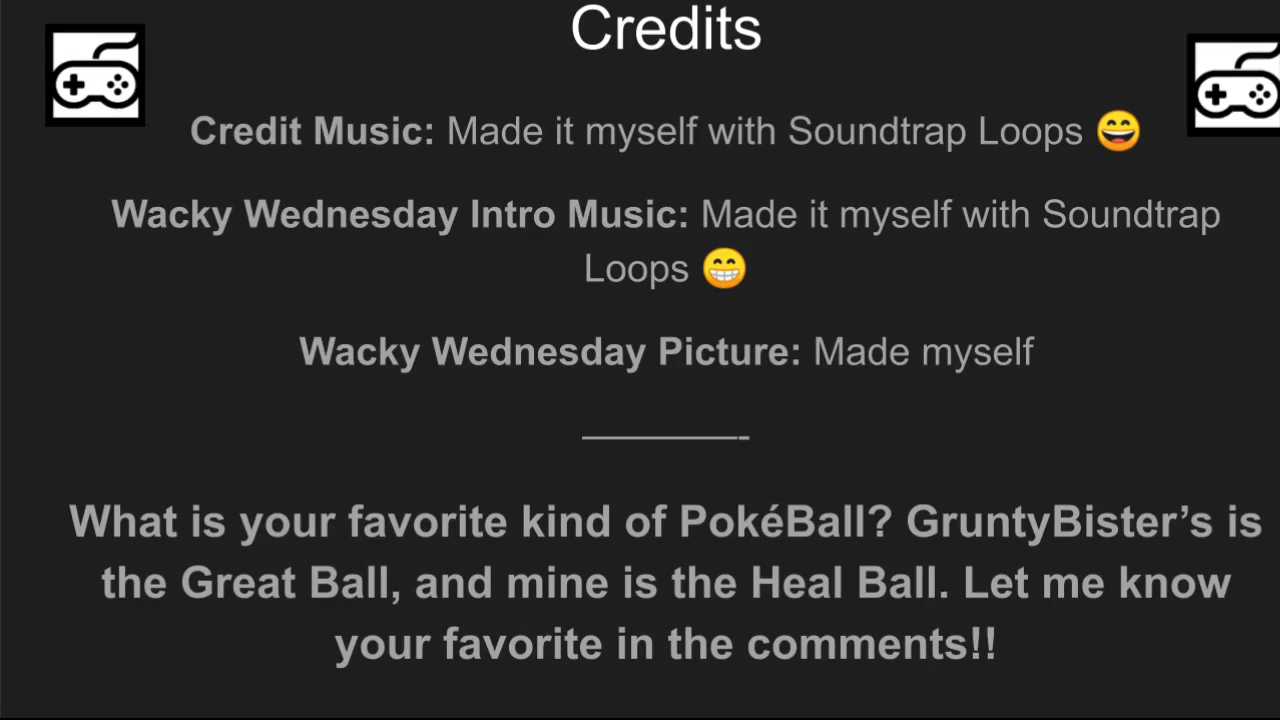 Credits
Credit Music: Made it myself with Soundtrap Loops 😄
Wacky Wednesday Intro Music: Made it myself with Soundtrap
Loops 😁
Wacky Wednesday Picture: Made myself
————-
What is your favorite kind of PokéBall? GruntyBister’s is
the Great Ball, and mine is the Heal Ball. Let me know
your favorite in the comments!!